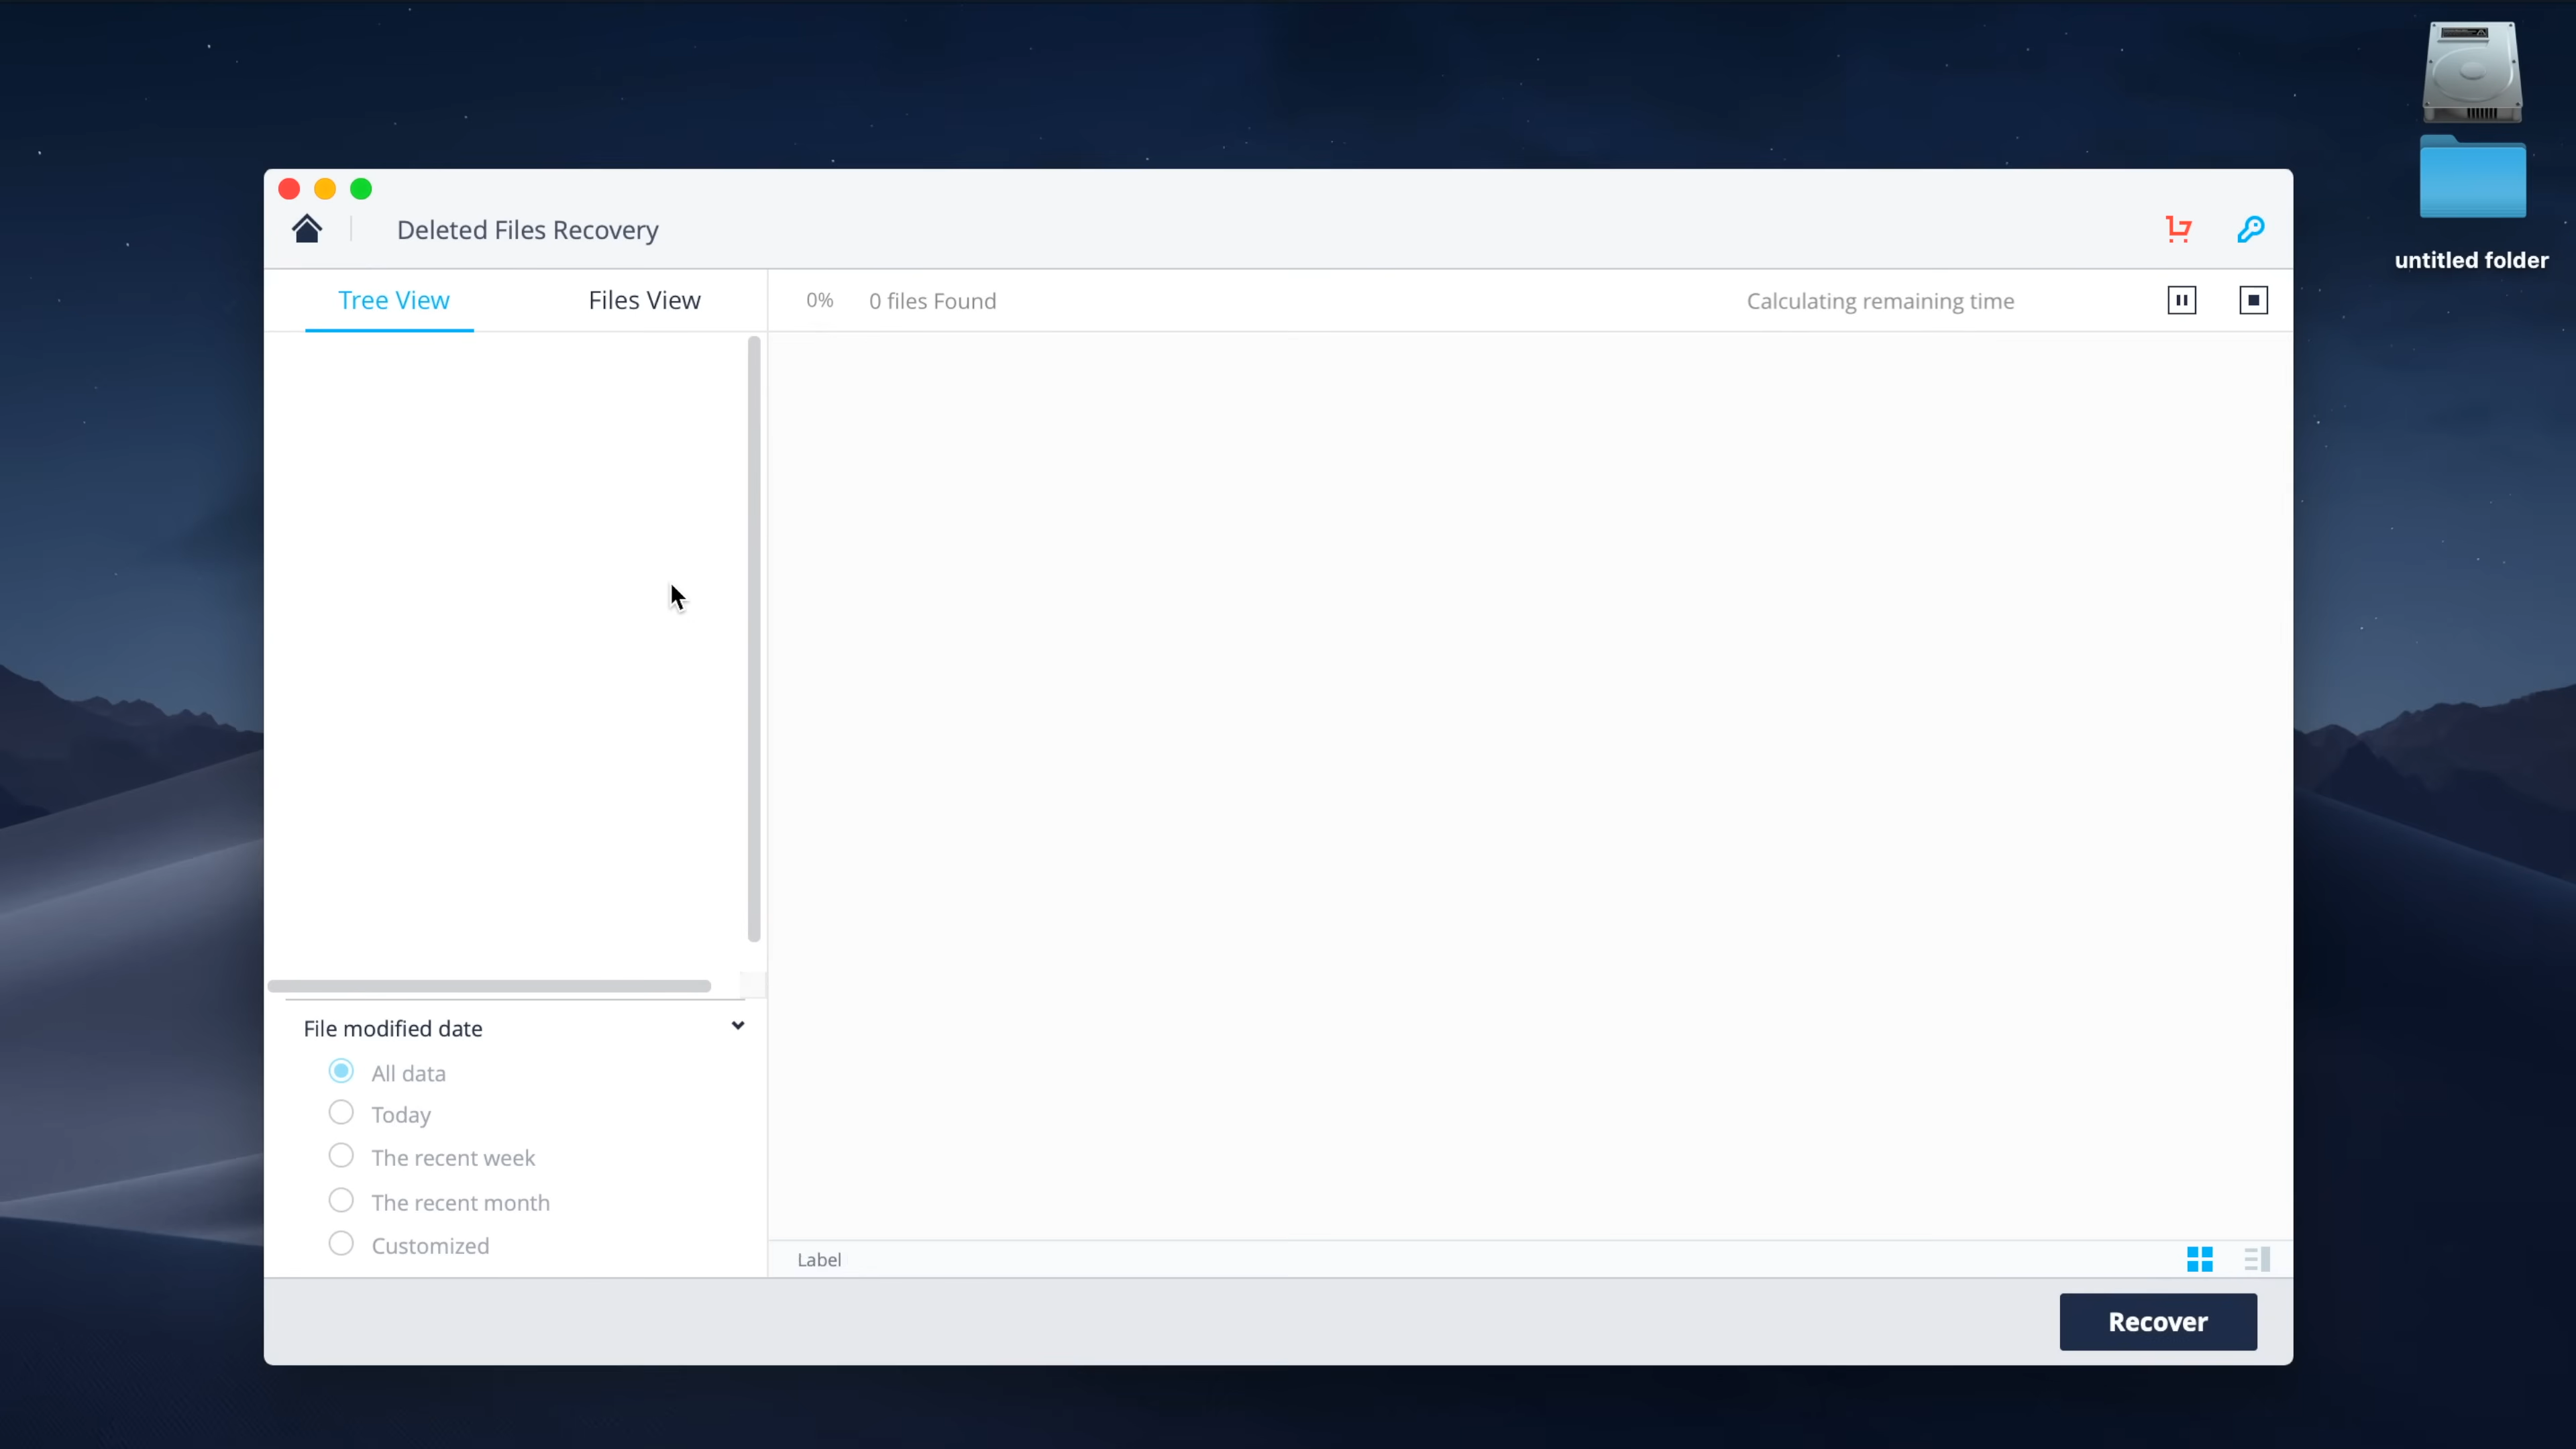 untitled folder
Deleted Files Recovery
Tree View
Files View
0%
0 files Found
Calculating remaining time
File modified date
All data
Today
The recent week
The recent month
Customized
Label
Recover